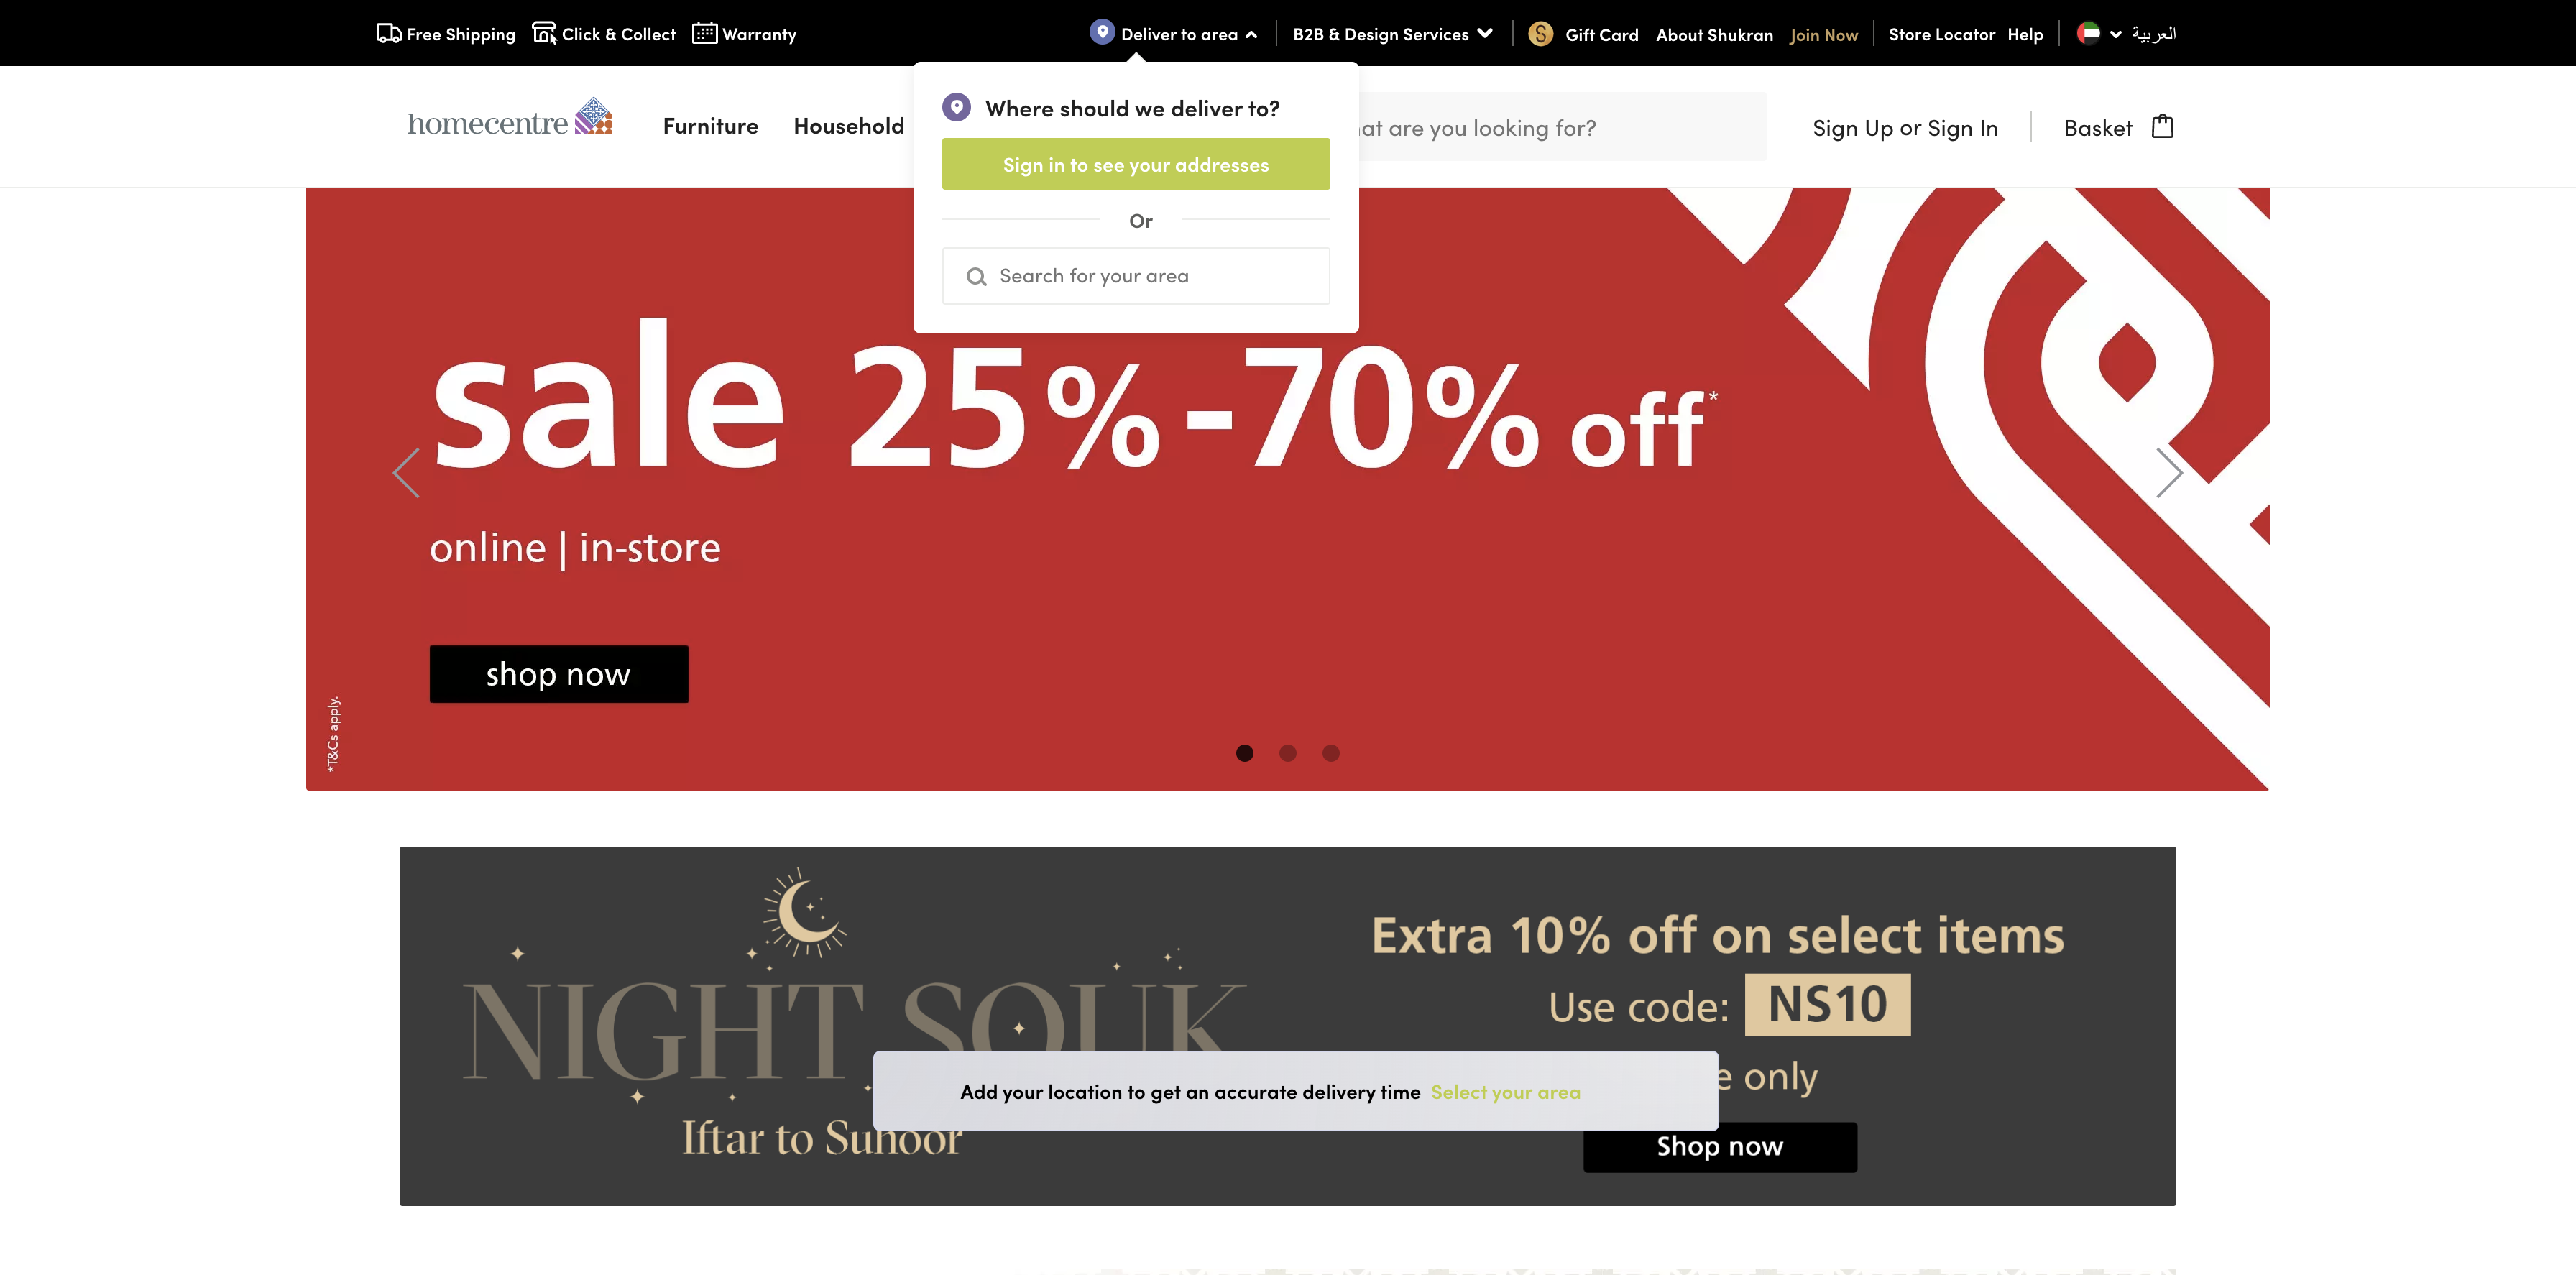 Free Shipping Click & Collect Warranty Deliver to area B2B & Design Services S Gift Card About Shukran Join Now Store Locator Help العربية
homecentre Furniture Household at are you looking for? Sign Up or Sign In Basket
Where should we deliver to?
Sign in to see your addresses
Or
Search for your area
sale 25%-70% off*
online | in-store
shop now
*T&Cs apply.
NIGHT SOUK
Iftar to Suhoor
Extra 10% off on select items
Use code: NS10
only
Add your location to get an accurate delivery time Select your area
Shop now